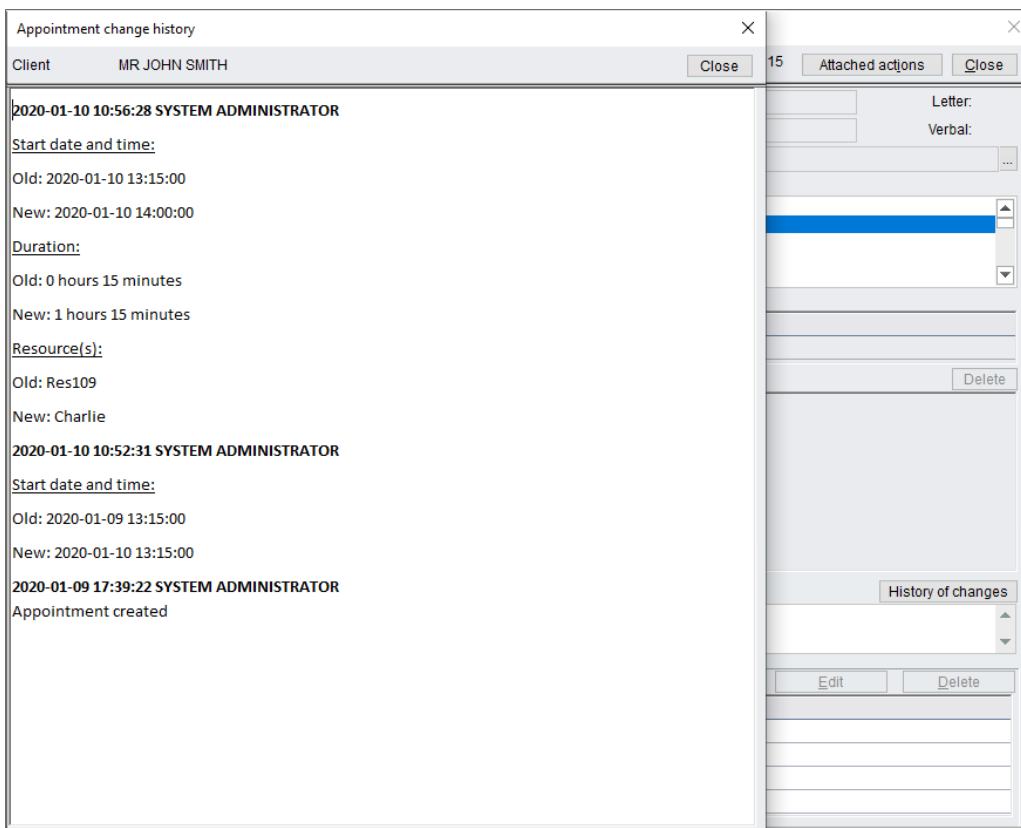 Appointment change history
Client MR JOHN SMITH Close
15 Attached actions Close
2020-01-10 10:56:28 SYSTEM ADMINISTRATOR
Start date and time:
Old: 2020-01-10 13:15:00
New: 2020-01-10 14:00:00
Duration:
Old: 0 hours 15 minutes
New: 1 hours 15 minutes
Resource(s):
Old: Res109
New: Charlie
2020-01-10 10:52:31 SYSTEM ADMINISTRATOR
Start date and time:
Old: 2020-01-09 13:15:00
New: 2020-01-10 13:15:00
2020-01-09 17:39:22 SYSTEM ADMINISTRATOR
Appointment created
Letter:
Verbal:
...
Delete
History of changes
Edit Delete